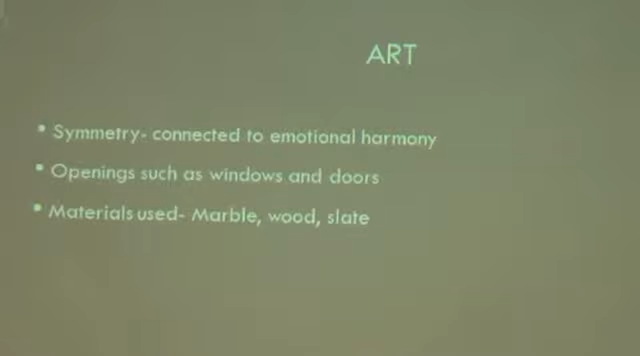 ART
• Symmetry- connected to emotional harmony
• Openings such as windows and doors
• Materials used- Marble, wood, slate